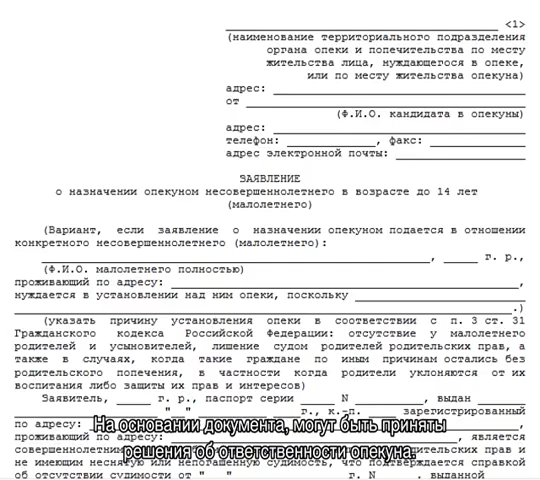 <1>
(наименование территориального подразделения
органа опеки и попечительства по месту
жительства лица, нуждающегося в опеке,
или по месту жительства опекуна)
адрес:
от
(Ф.И.О. кандидата в опекуны)
адрес:
телефон: , факс:
адрес электронной почты:
ЗАЯВЛЕНИЕ
о назначении опекуном несовершеннолетнего в возрасте до 14 лет
(малолетнего)
(Вариант, если заявление о назначении опекуном подается в отношении
конкретного несовершеннолетнего (малолетнего):
, г. р.,
(Ф.И.О. малолетнего полностью)
проживающий по адресу: ,
нуждается в установлении над ним опеки, поскольку
.)
(указать причину установления опеки в соответствии с п. 3 ст. 31
Гражданского кодекса Российской Федерации: отсутствие у малолетнего
родителей и усыновителей, лишение судом родителей родительских прав, а
также в случаях, когда такие граждане по иным причинам остались без
родительского попечения, в частности когда родители уклоняются от их
воспитания либо защиты их прав и интересов)
Заявитель, г. р., паспорт серии N , выдан
" " г., к.-п. зарегистрированный
по адресу: ,
проживающий по адресу: , является
совершеннолетним родительских прав и
не имеющим неснятую или непогашенную судимость, что подтверждается справкой
об отсутствии судимости от " " г. N , выданной
На основании документа, могут быть приняты
решения об ответственности опекуна.